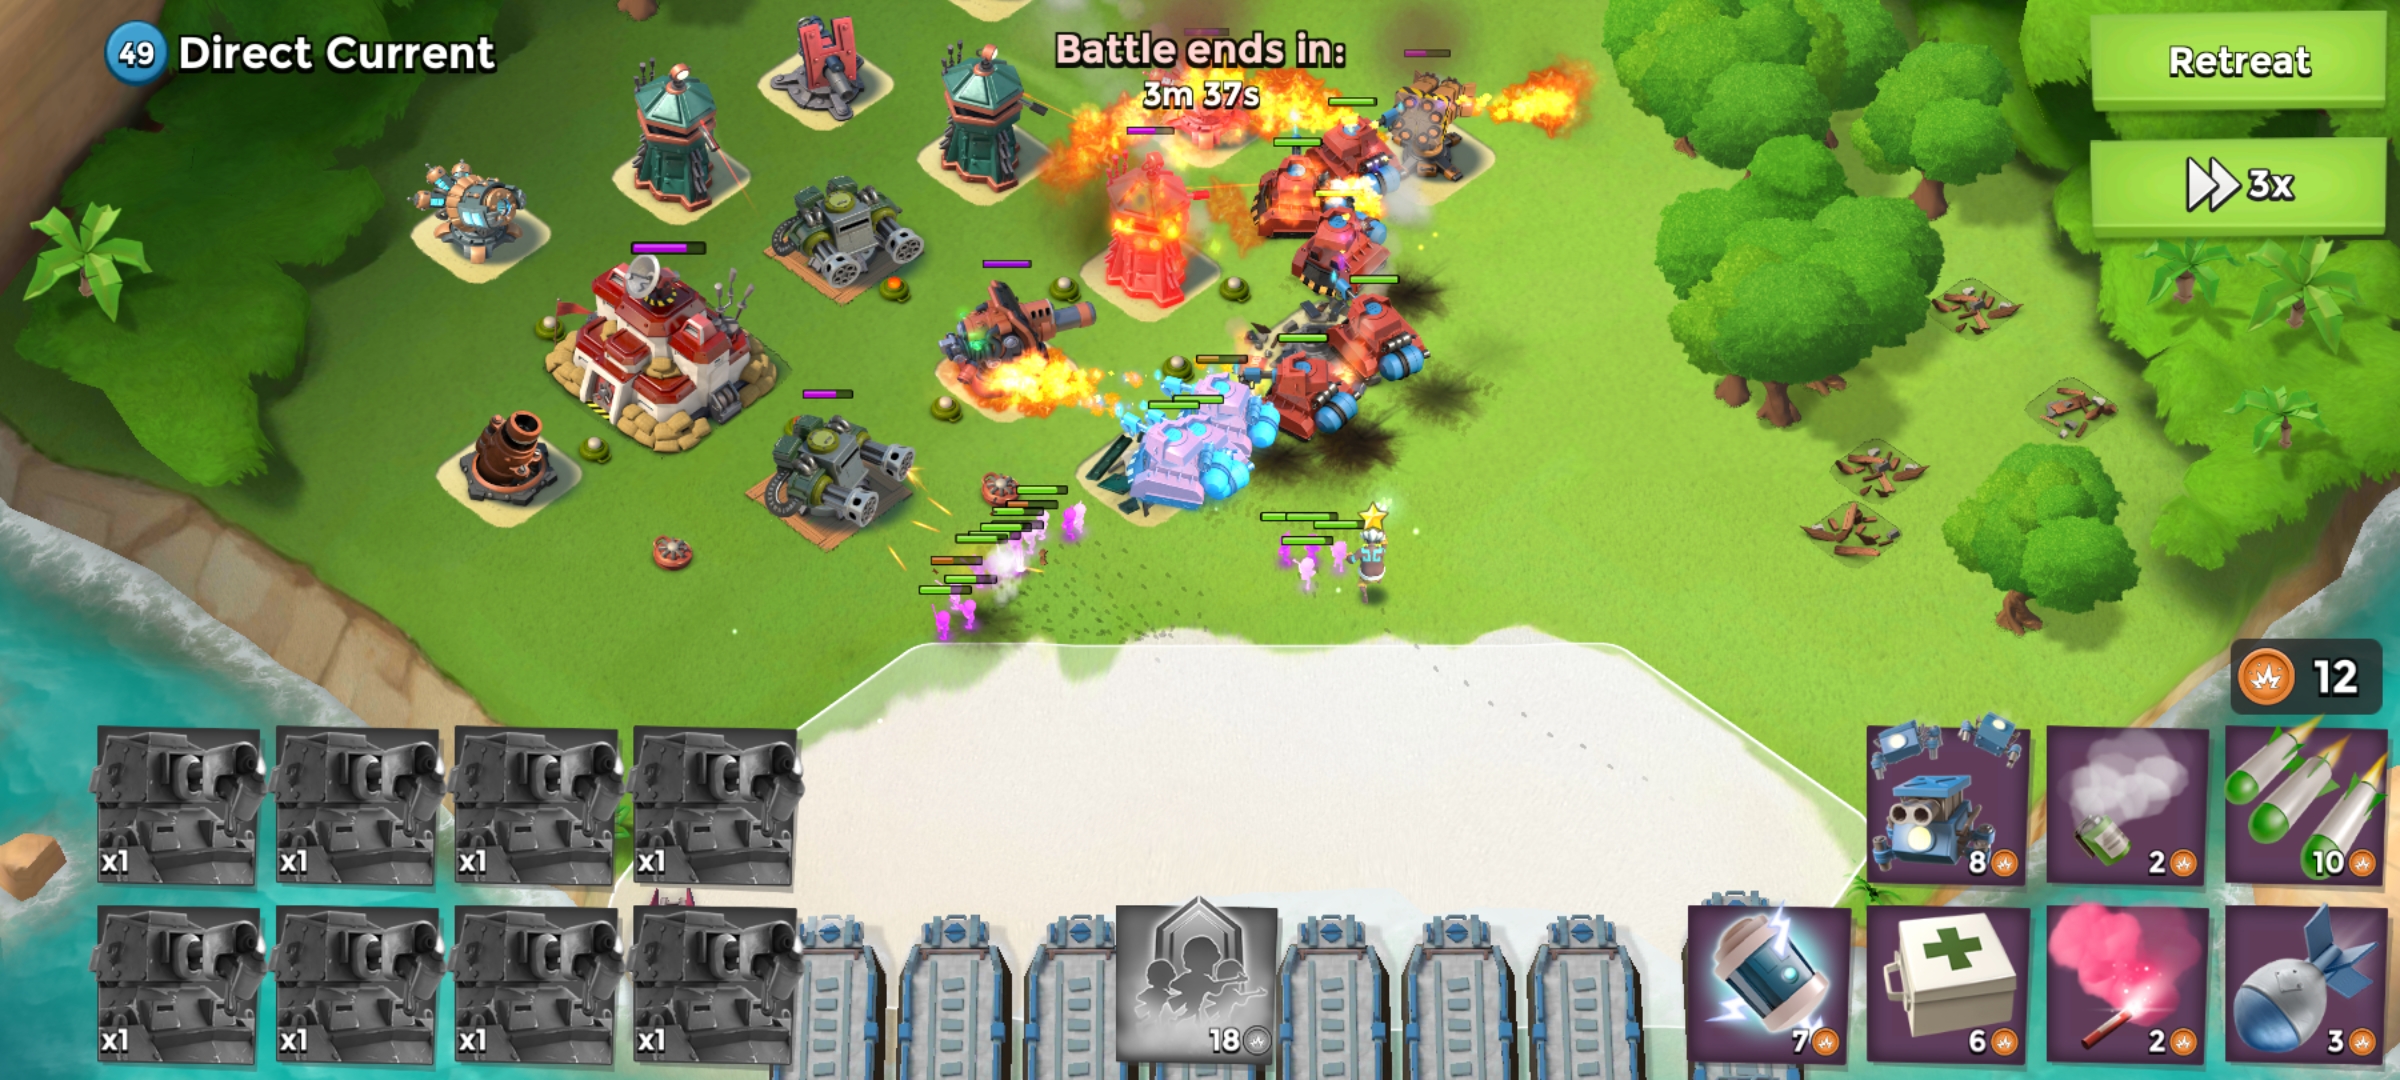 49 Direct Current
Battle ends in:
3m 37s
Retreat
3x
12
x1 x1 x1 x1
8 2 10
x1 x1 x1 x1
18
7 6 2 3